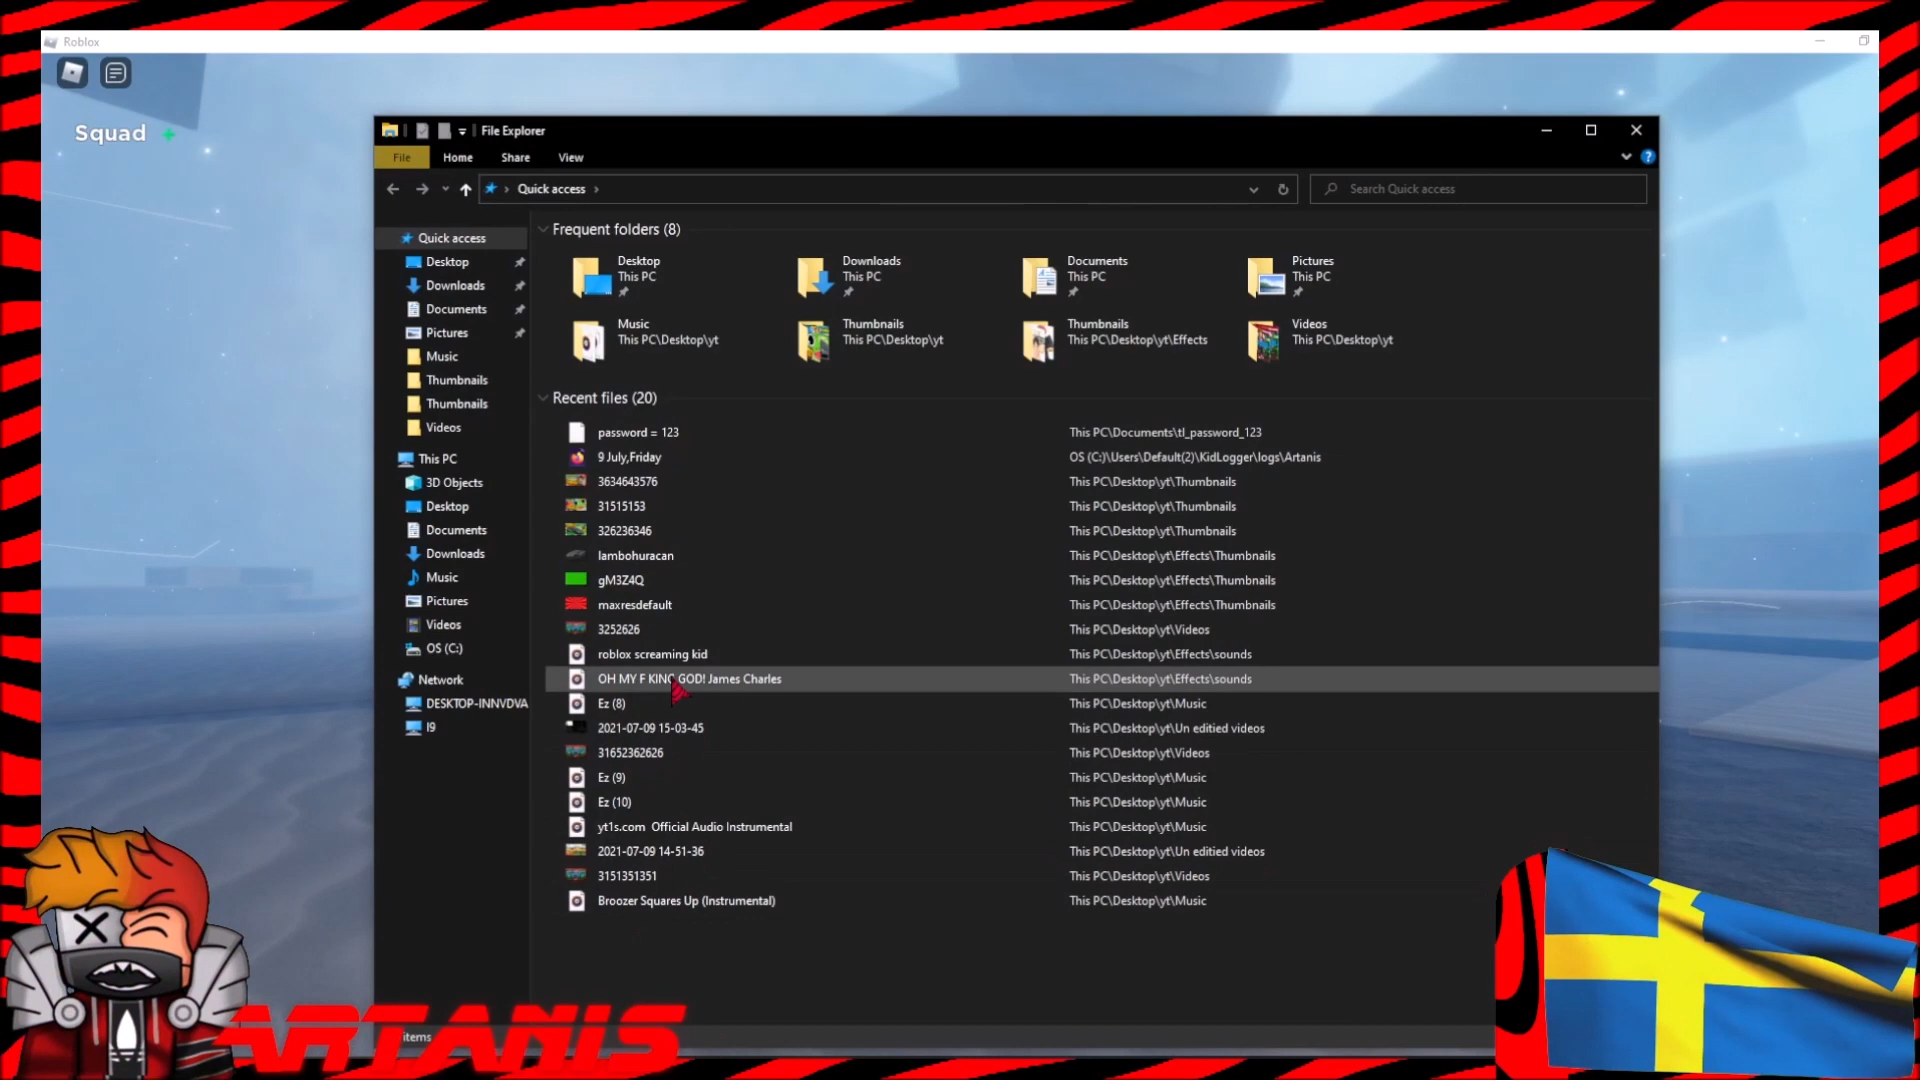 Roblox
Squad +
File Explorer
File Home Share View
Quick access
Search Quick access
Quick access
Desktop
Downloads
Documents
Pictures
Music
Thumbnails
Thumbnails
Videos
This PC
3D Objects
Desktop
Documents
Downloads
Music
Pictures
Videos
OS (C:)
Network
DESKTOP-INNVDVA
I9
Frequent folders (8)
Desktop
This PC
Downloads
This PC
Documents
This PC
Pictures
This PC
Music
This PC\Desktop\yt
Thumbnails
This PC\Desktop\yt
Thumbnails
This PC\Desktop\yt\Effects
Videos
This PC\Desktop\yt
Recent files (20)
password = 123 This PC\Documents\tl_password_123
9 July,Friday OS (C:)\Users\Default(2)\KidLogger\logs\Artanis
3634643576 This PC\Desktop\yt\Thumbnails
31515153 This PC\Desktop\yt\Thumbnails
326236346 This PC\Desktop\yt\Thumbnails
lambohuracan This PC\Desktop\yt\Effects\Thumbnails
gM3Z4Q This PC\Desktop\yt\Effects\Thumbnails
maxresdefault This PC\Desktop\yt\Effects\Thumbnails
3252626 This PC\Desktop\yt\Videos
roblox screaming kid This PC\Desktop\yt\Effects\sounds
OH MY F KING GOD! James Charles This PC\Desktop\yt\Effects\sounds
Ez (8) This PC\Desktop\yt\Music
2021-07-09 15-03-45 This PC\Desktop\yt\Un editied videos
31652362626 This PC\Desktop\yt\Videos
Ez (9) This PC\Desktop\yt\Music
Ez (10) This PC\Desktop\yt\Music
yt1s.com Official Audio Instrumental This PC\Desktop\yt\Music
2021-07-09 14-51-36 This PC\Desktop\yt\Un editied videos
3151351351 This PC\Desktop\yt\Videos
Broozer Squares Up (Instrumental) This PC\Desktop\yt\Music
items
ARTANIS